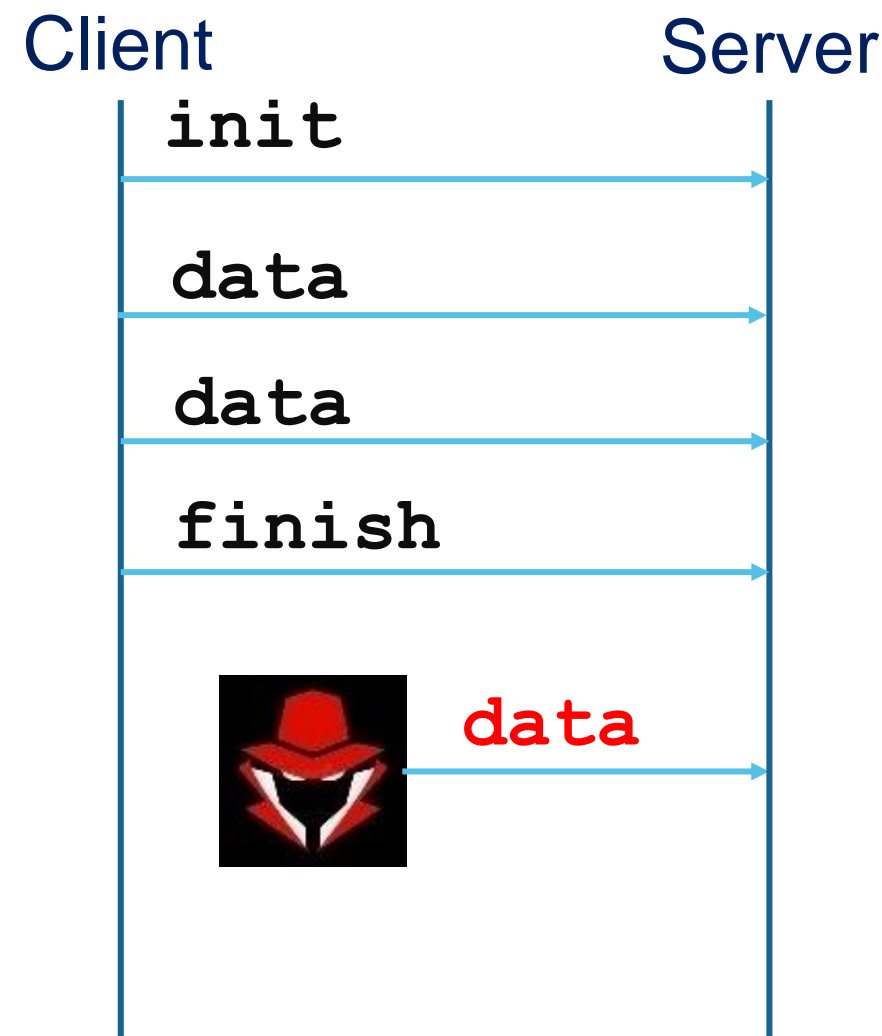 Client Server
init
data
data
finish
data